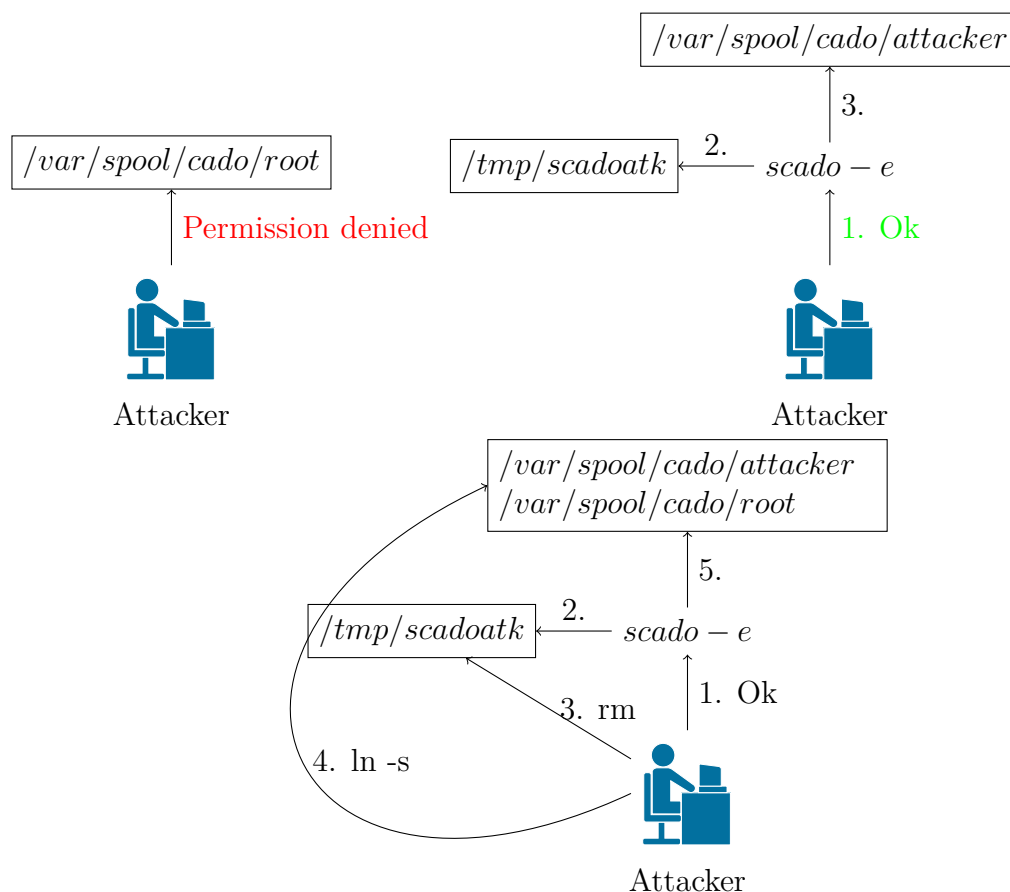 /var/spool/cado/root
Permission denied
Attacker
/var/spool/cado/attacker
3.
/tmp/scadoatk
2.
scado − e
1. Ok
Attacker
/var/spool/cado/attacker
/var/spool/cado/root
5.
/tmp/scadoatk
2.
scado − e
1. Ok
3. rm
4. ln -s
Attacker